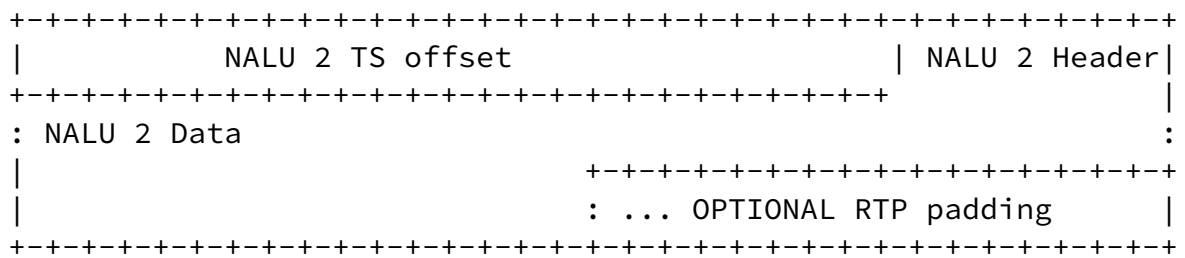 +-+-+-+-+-+-+-+-+-+-+-+-+-+-+-+-+-+-+-+-+-+-+-+-+-+-+-+-+-+-+-+-+
|           NALU 2 TS offset                    | NALU 2 Header|
+-+-+-+-+-+-+-+-+-+-+-+-+-+-+-+-+-+-+-+-+-+-+-+-+               |
: NALU 2 Data                                                   :
|                               +-+-+-+-+-+-+-+-+-+-+-+-+-+-+-+-+
|                               : ... OPTIONAL RTP padding      |
+-+-+-+-+-+-+-+-+-+-+-+-+-+-+-+-+-+-+-+-+-+-+-+-+-+-+-+-+-+-+-+-+